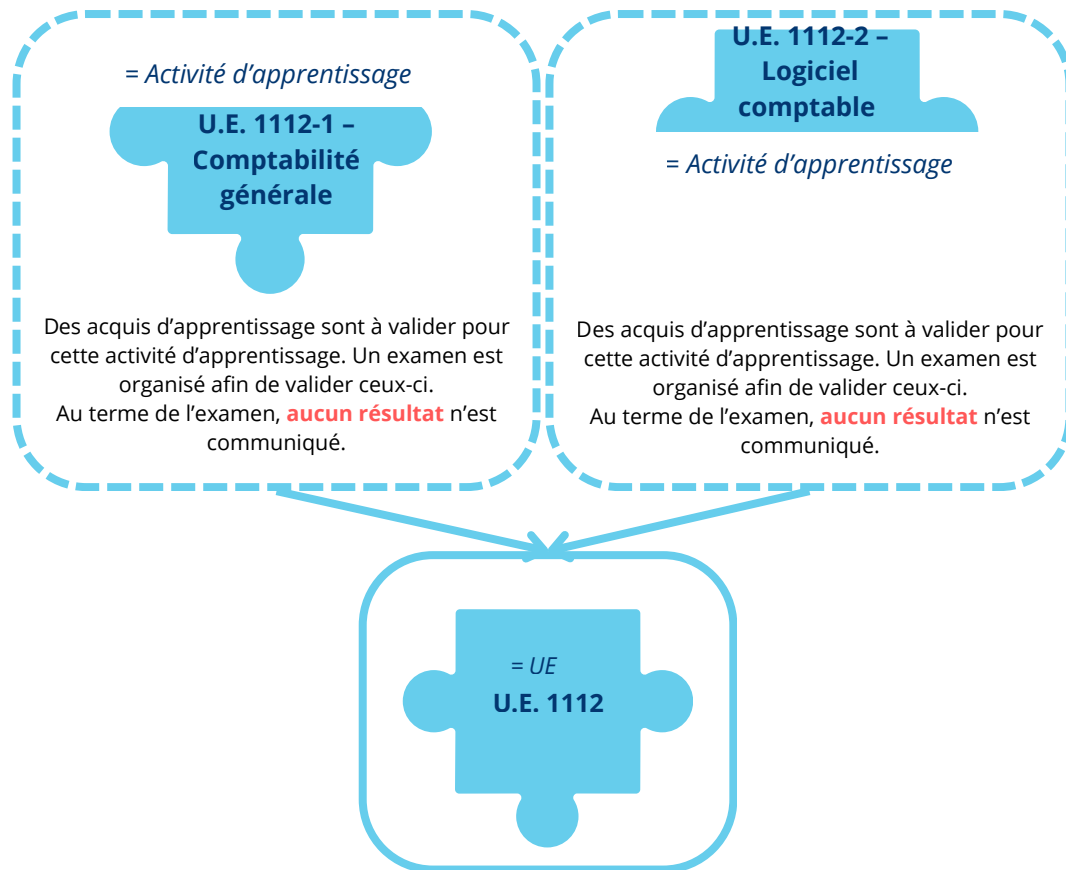 = Activité d'apprentissage
U.E. 1112-1 –
Comptabilité
générale
Des acquis d'apprentissage sont à valider pour
cette activité d'apprentissage. Un examen est
organisé afin de valider ceux-ci.
Au terme de l'examen, aucun résultat n'est
communiqué.
U.E. 1112-2 –
Logiciel
comptable
= Activité d'apprentissage
Des acquis d'apprentissage sont à valider pour
cette activité d'apprentissage. Un examen est
organisé afin de valider ceux-ci.
Au terme de l'examen, aucun résultat n'est
communiqué.
= UE
U.E. 1112